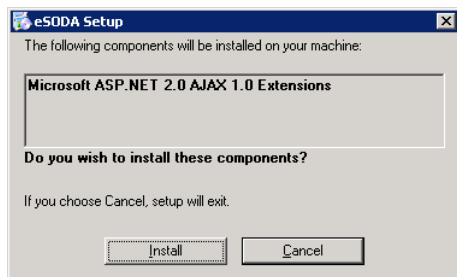 eSODA Setup
The following components will be installed on your machine:
Microsoft ASP.NET 2.0 AJAX 1.0 Extensions
Do you wish to install these components?
If you choose Cancel, setup will exit.
Install
Cancel